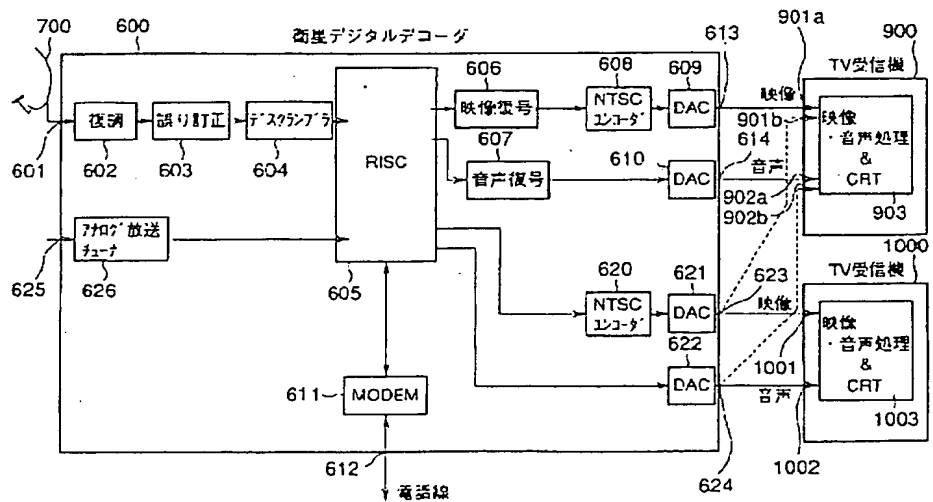 700
600
衛星デジタルデコーダ
613
901a
900
TV受信機
606
608
609
映像復号
NTSC
エンコーダ
DAC
映像
901b
614
復調
誤り訂正
デスクランブラ
RISC
607
610
音声
映像
・音声処理
&
CRT
601
602
603
604
音声復号
DAC
902a
902b
903
アナログ放送
チューナ
1000
TV受信機
625
626
605
620
621
623
NTSC
エンコーダ
DAC
映像
622
映像
・音声処理
&
CRT
1001
611
MODEM
DAC
音声
1003
612
電話線
624
1002